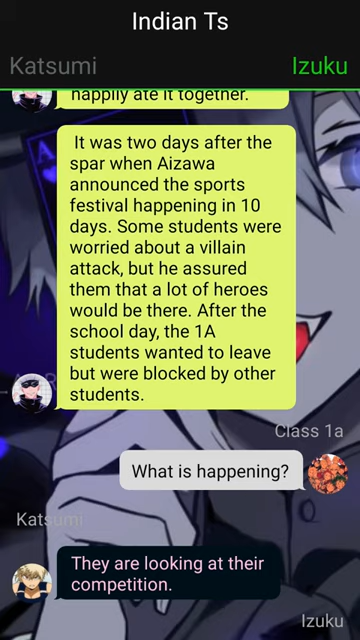 Indian Ts
Katsumi
Izuku
happily ate it together.
It was two days after the
spar when Aizawa
announced the sports
festival happening in 10
days. Some students were
worried about a villain
attack, but he assured
them that a lot of heroes
would be there. After the
school day, the 1A
students wanted to leave
but were blocked by other
students.
Class 1a
What is happening?
Katsumi
They are looking at their
competition.
Izuku